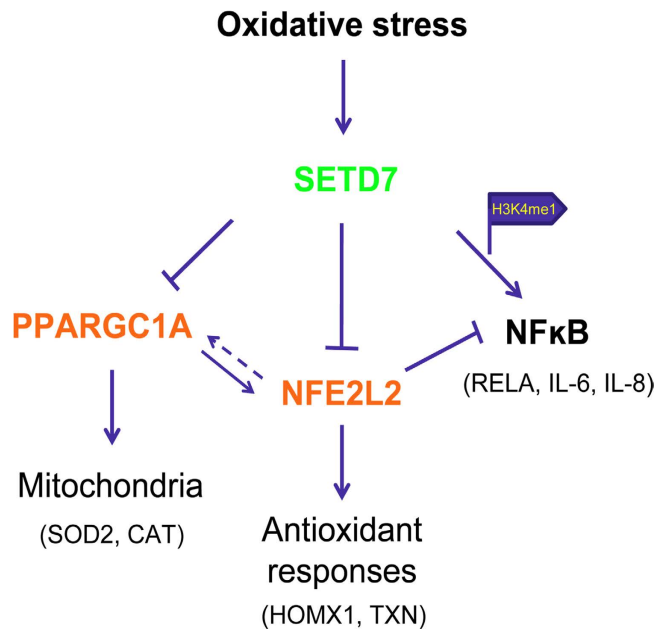 Oxidative stress
SETD7
H3K4me1
PPARGC1A
NFκB
(RELA, IL-6, IL-8)
NFE2L2
Mitochondria
(SOD2, CAT)
Antioxidant
responses
(HOMX1, TXN)